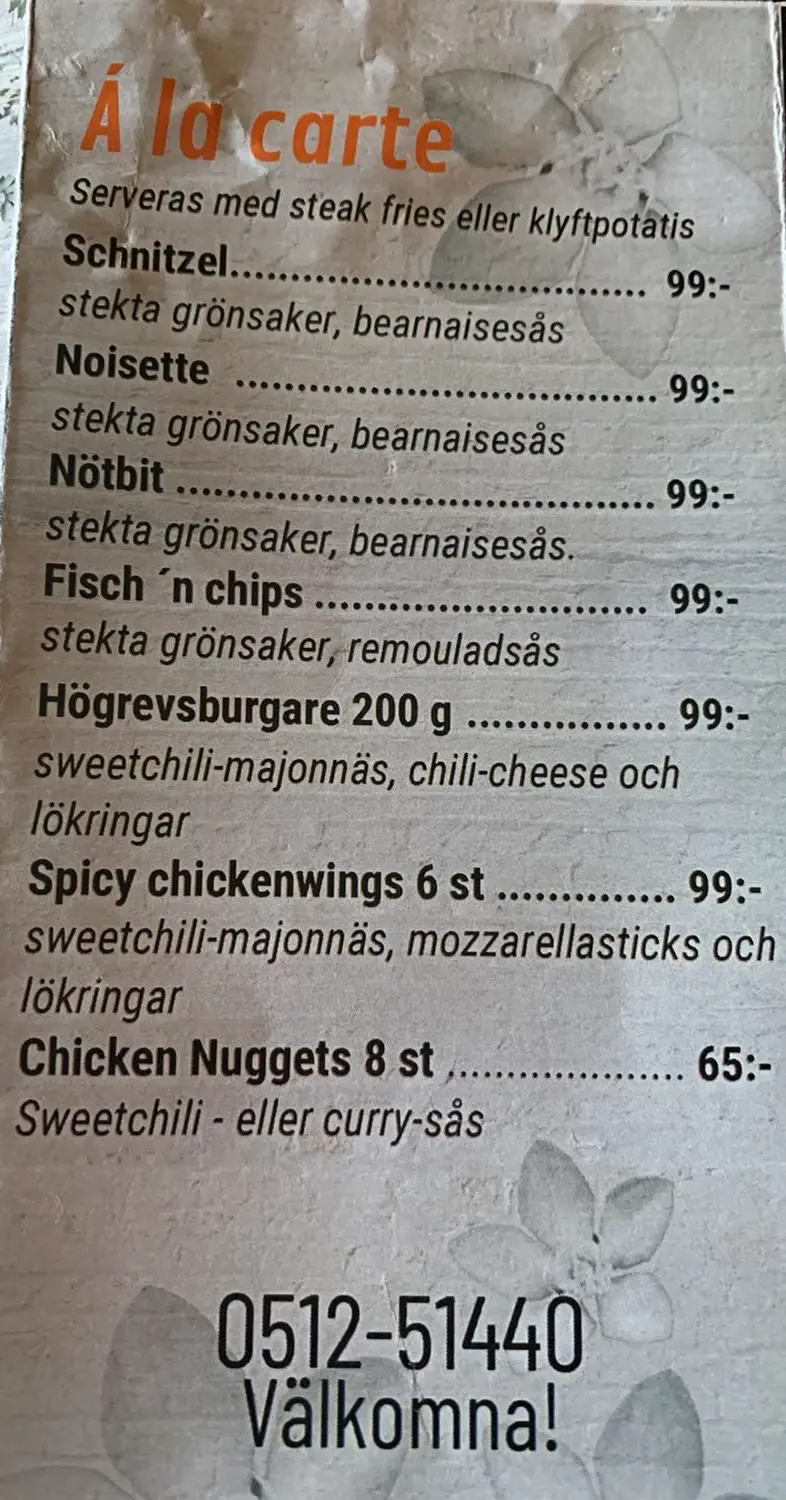 Á la carte
Serveras med steak fries eller klyftpotatis
Schnitzel....................................... 99:-
stekta grönsaker, bearnaisesås
Noisette ........................................ 99:-
stekta grönsaker, bearnaisesås
Nötbit ............................................. 99:-
stekta grönsaker, bearnaisesås.
Fisch ´n chips ............................... 99:-
stekta grönsaker, remouladsås
Högrevsburgare 200 g ................ 99:-
sweetchili-majonnäs, chili-cheese och
lökringar
Spicy chickenwings 6 st .............. 99:-
sweetchili-majonnäs, mozzarellasticks och
lökringar
Chicken Nuggets 8 st ................... 65:-
Sweetchili - eller curry-sås
0512-51440
Välkomna!